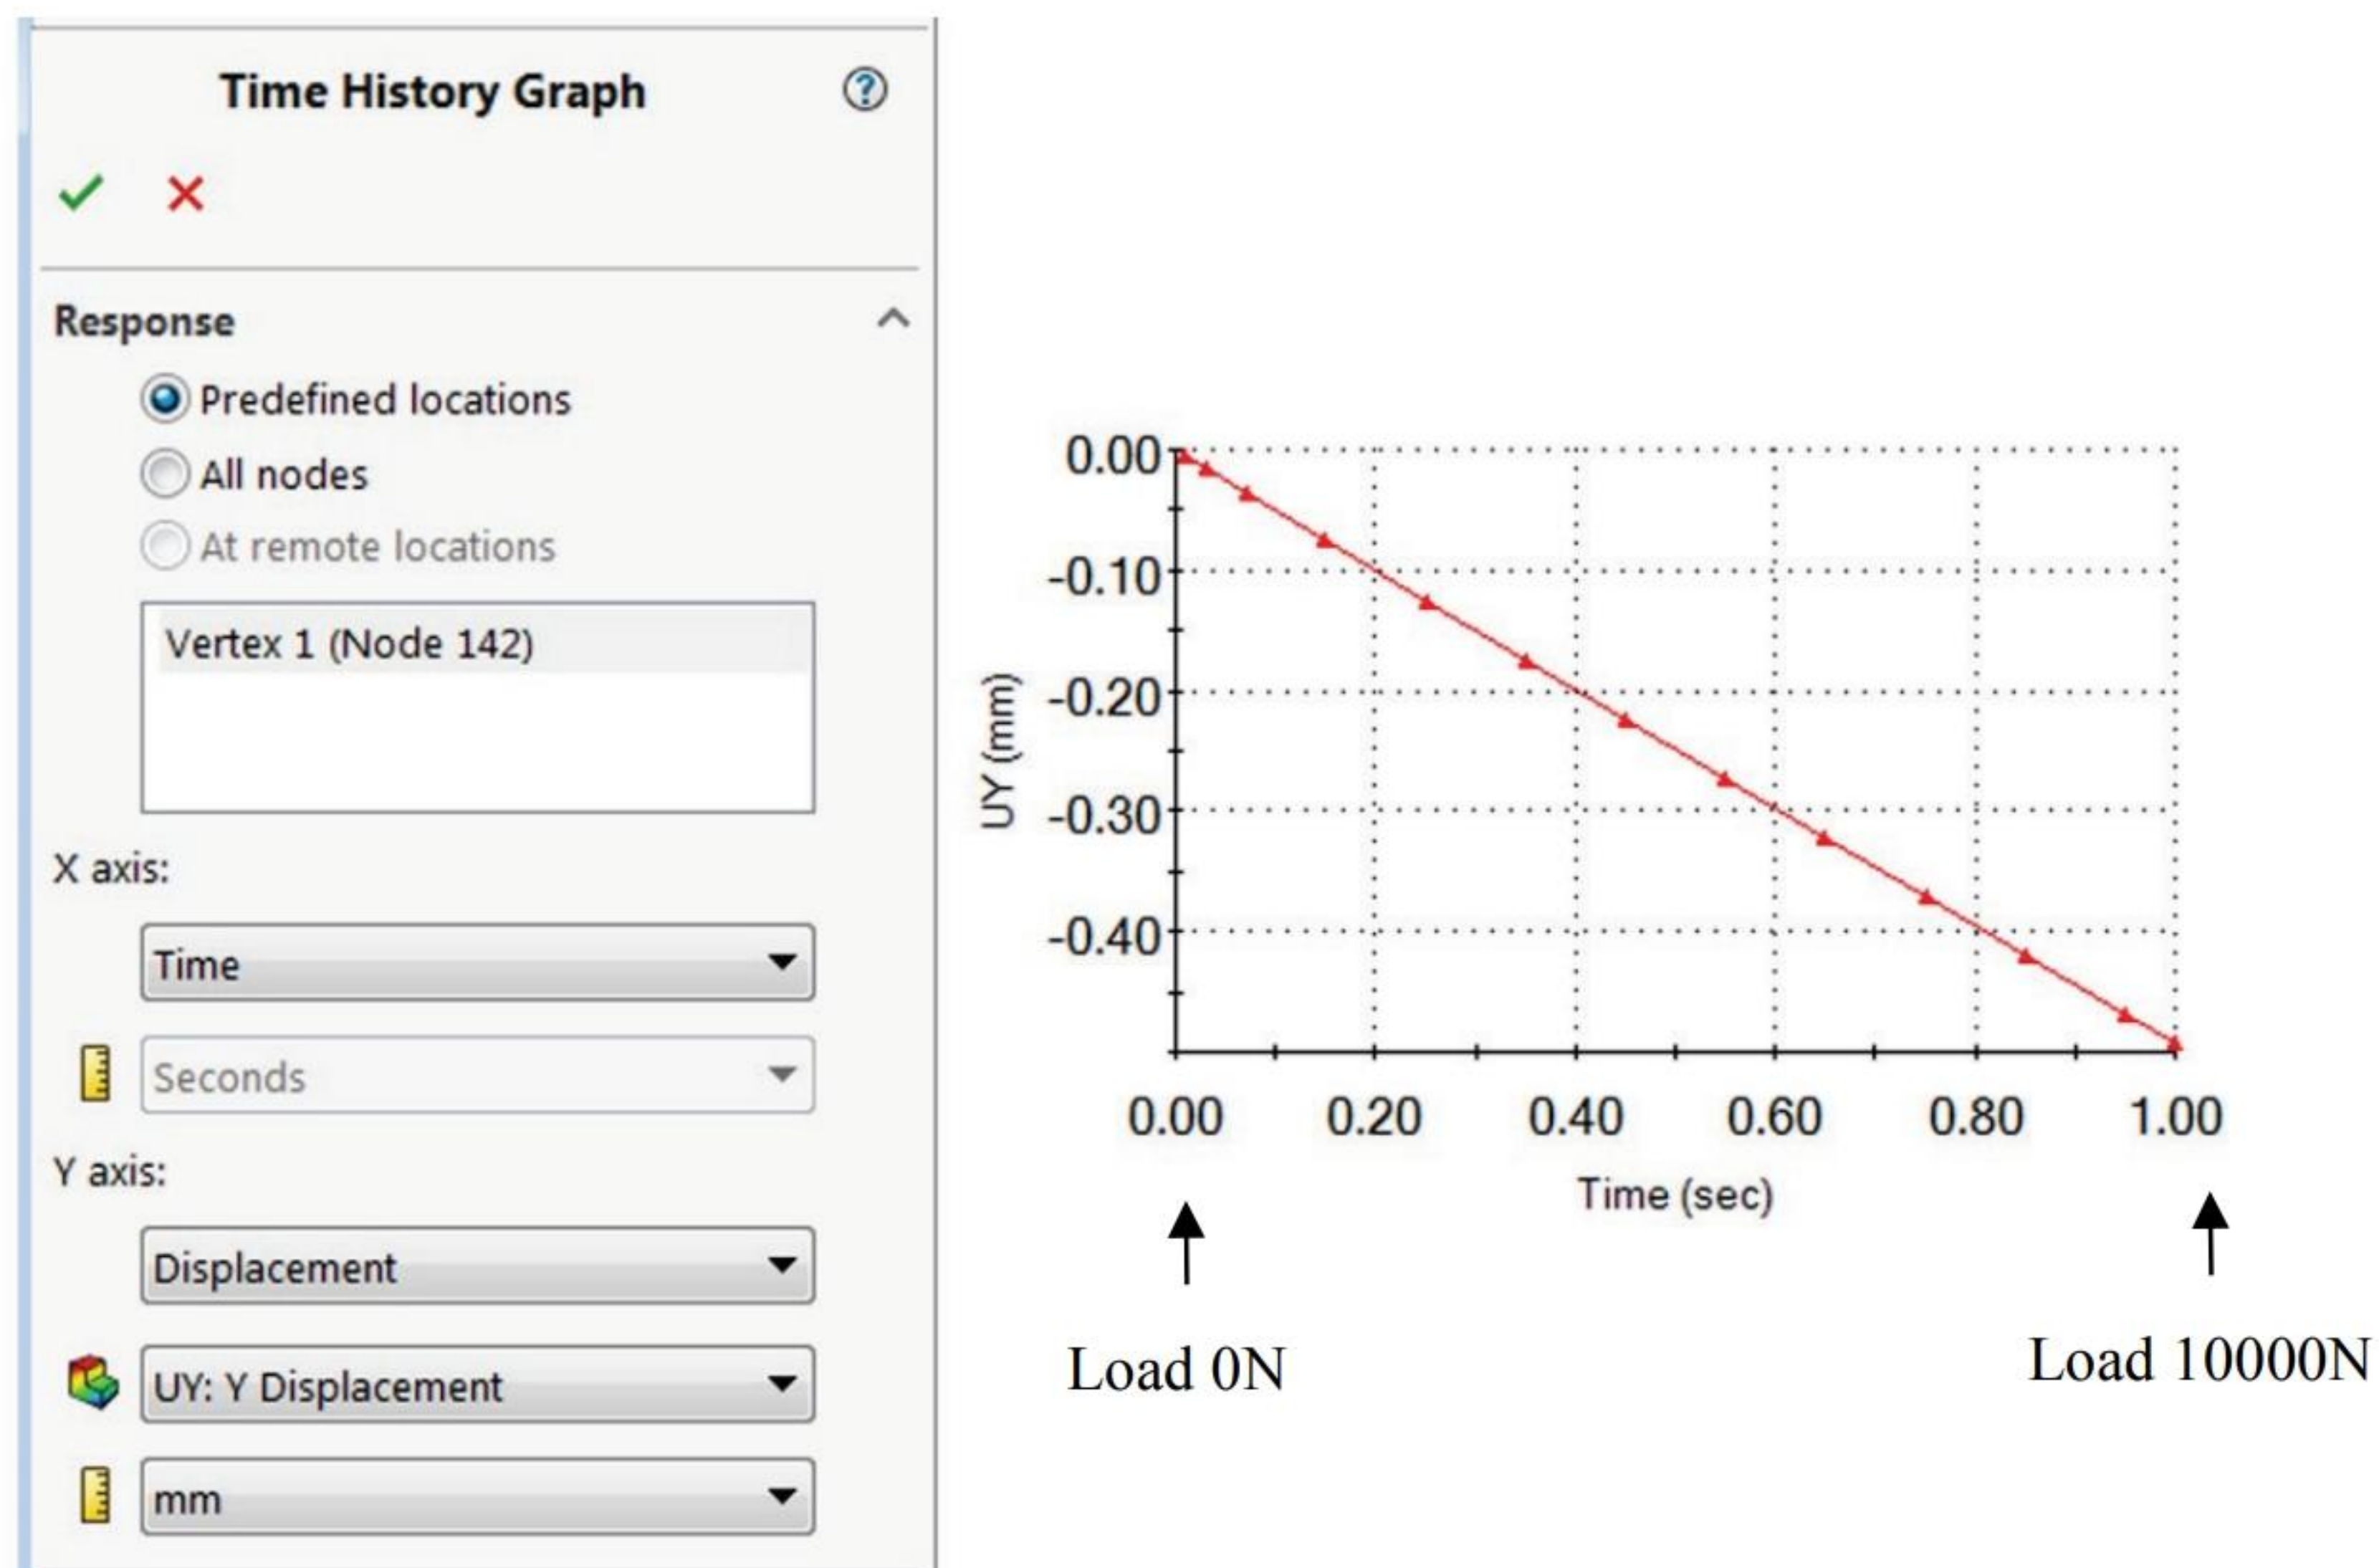 Time History Graph
?
Response
Predefined locations
All nodes
At remote locations
Vertex 1 (Node 142)
X axis:
Time
Seconds
Y axis:
Displacement
UY: Y Displacement
mm
UY (mm)
0.00
-0.10
-0.20
-0.30
-0.40
0.00 0.20 0.40 0.60 0.80 1.00
Time (sec)
Load 0N
Load 10000N